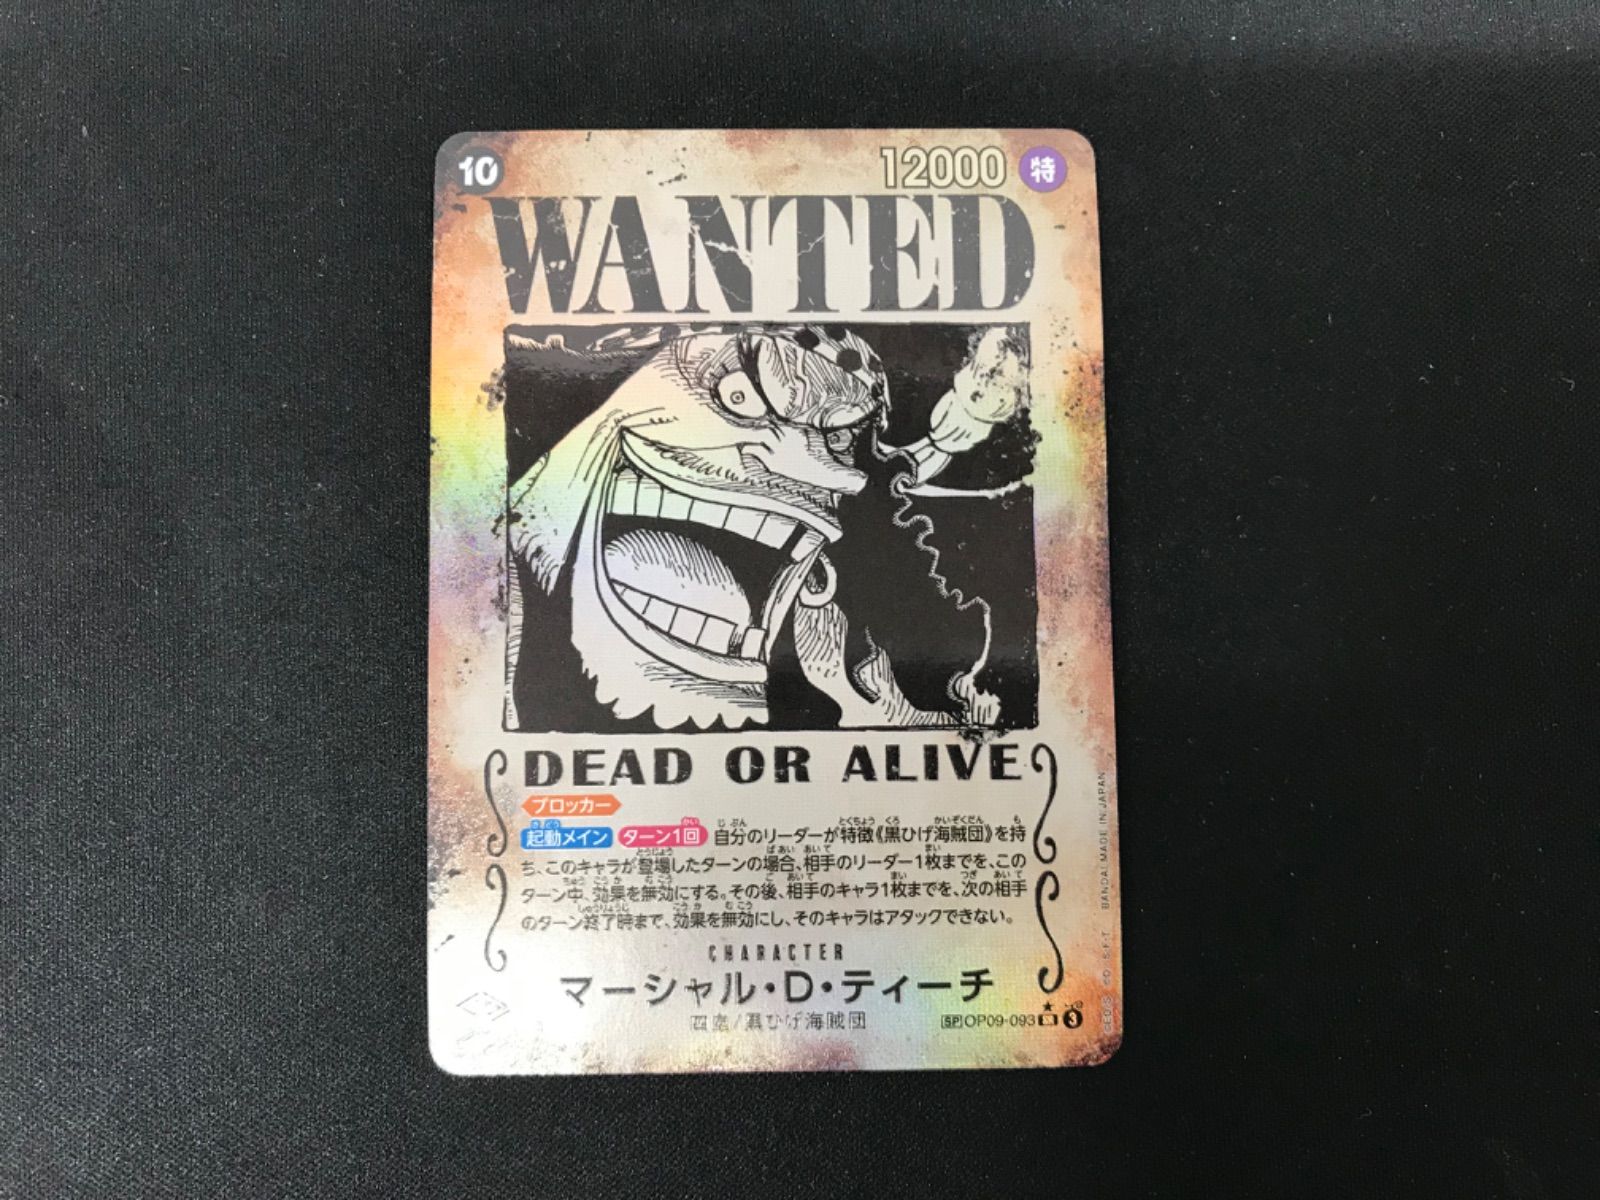 10 12000 特
WANTED
DEAD OR ALIVE
ブロッカー
起動メイン ターン1回 自分のリーダーが特徴《黒ひげ海賊団》を持
ち、このキャラが登場したターンの場合、相手のリーダー1枚までを、この
ターン中、効果を無効にする。その後、相手のキャラ1枚までを、次の相手
のターン終了時まで、効果を無効にし、そのキャラはアタックできない。
CHARACTER
マーシャル・D・ティーチ
四皇/黒ひげ海賊団
SP OP09-093 3
BANDAI MADE IN JAPAN